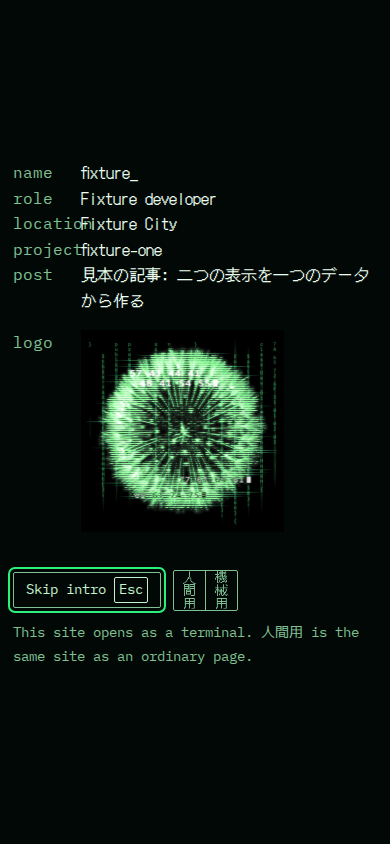 name fixture_
role Fixture developer
location Fixture City
project fixture-one
post 見本の記事: 二つの表示を一つのデータ
から作る
logo
Skip intro Esc 人間用 機械用
This site opens as a terminal. 人間用 is the
same site as an ordinary page.